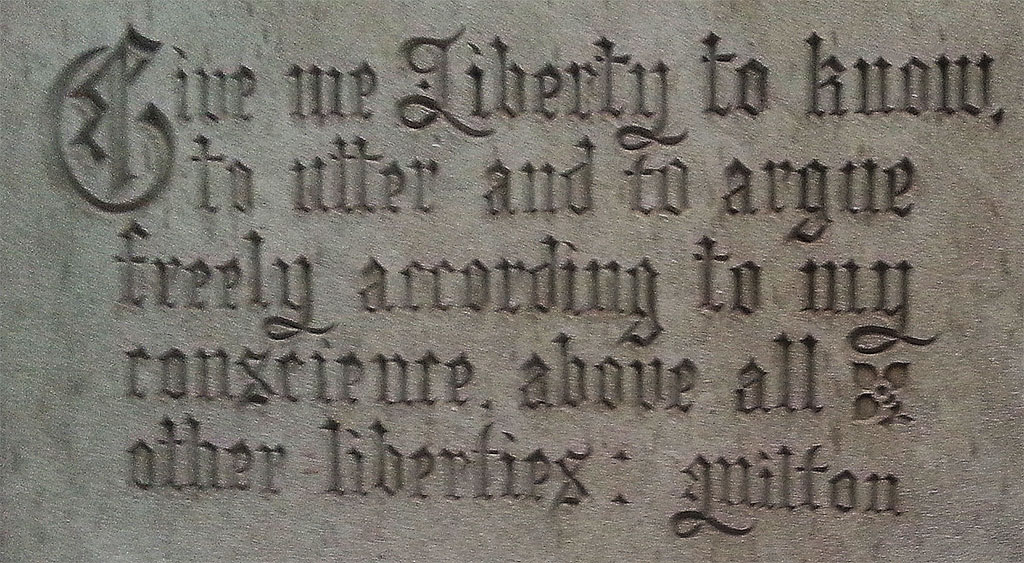 Give me Liberty to know,
to utter and to argue
freely according to my
conscience, above all
other liberties: Milton